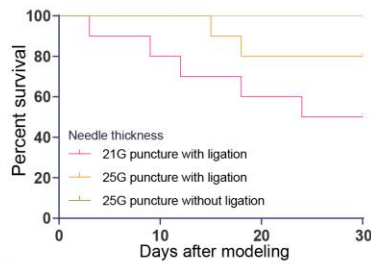 100
80
60
40
20
0
Percent survival
Needle thickness
21G puncture with ligation
25G puncture with ligation
25G puncture without ligation
0 10 20 30
Days after modeling